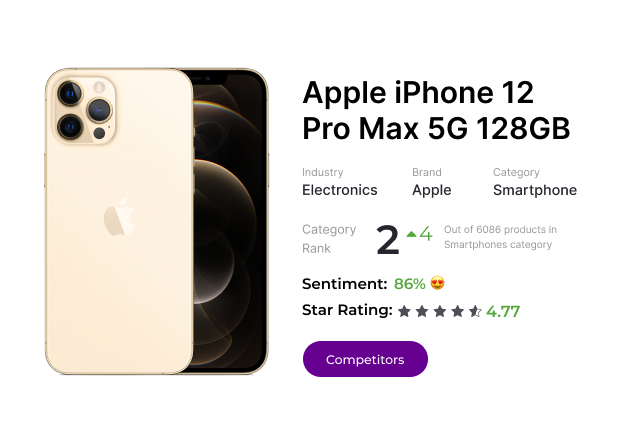 Apple iPhone 12
Pro Max 5G 128GB
Industry Brand Category
Electronics Apple Smartphone
Category
Rank
2 4
Out of 6086 products in
Smartphones category
Sentiment: 86% 😍
Star Rating: 4.77
Competitors